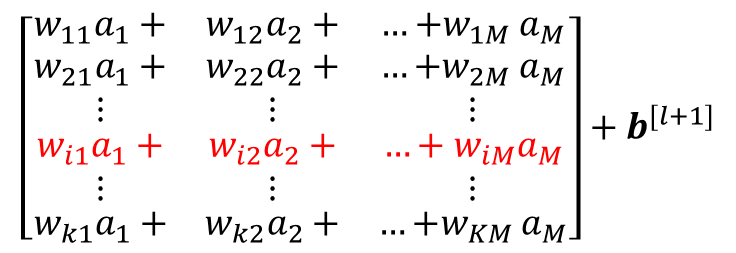 w₁₁a₁ + w₁₂a₂ + … +w₁M aM
w₂₁a₁ + w₂₂a₂ + … +w₂M aM
⋮ ⋮ ⋮
wᵢ₁a₁ + wᵢ₂a₂ + …+ wᵢMaM + b[l+1]
⋮ ⋮ ⋮
wₖ₁a₁ + wₖ₂a₂ + … +wKM aM